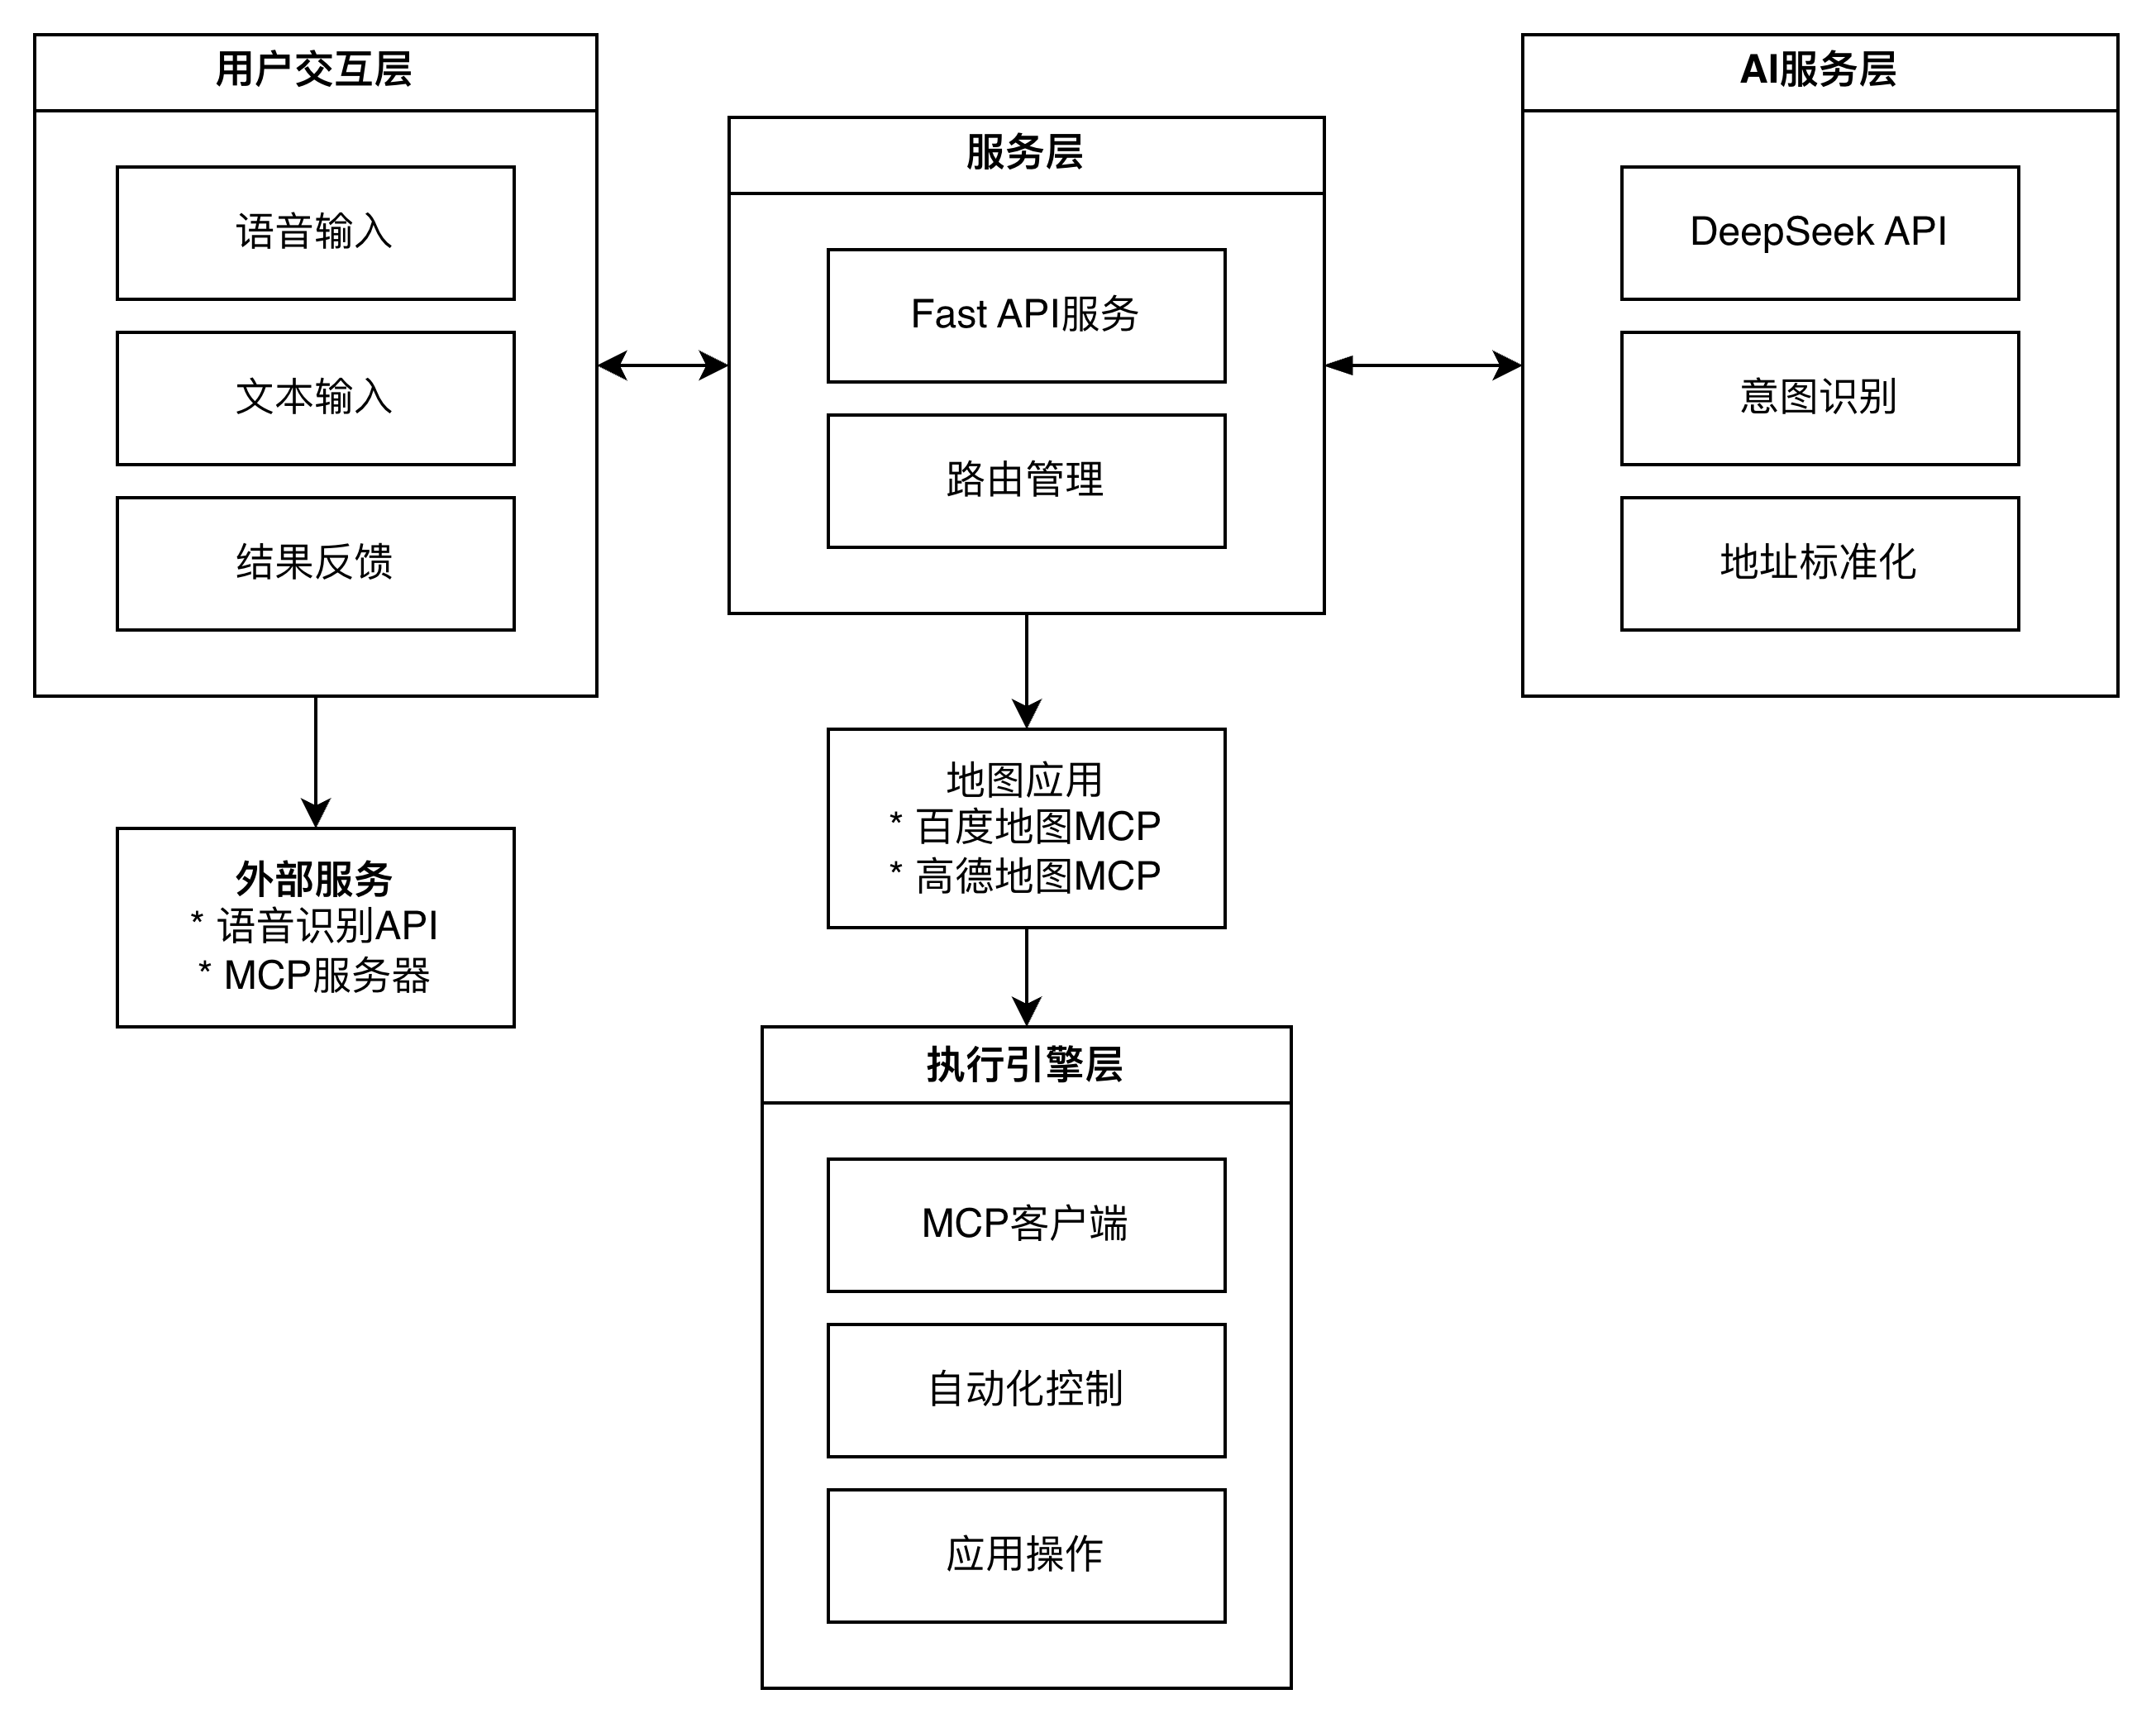 用户交互层
语音输入
文本输入
结果反馈
外部服务
* 语音识别API
* MCP服务器
服务层
Fast API服务
路由管理
地图应用
* 百度地图MCP
* 高德地图MCP
执行引擎层
MCP客户端
自动化控制
应用操作
AI服务层
DeepSeek API
意图识别
地址标准化